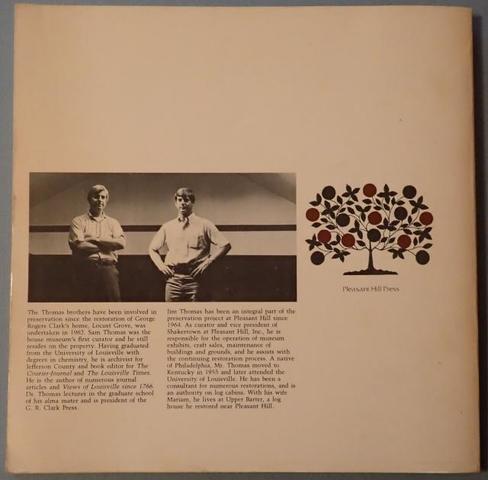 The Thomas brothers have been involved in
preservation since the restoration of George
Rogers Clark's home, Locust Grove, was
undertaken in 1962. Sam Thomas was the
house museum's first curator and he still
resides on the property. Having graduated
from the University of Louisville with
degrees in chemistry, he is archivist for
Jefferson County and book editor for The
Courier-Journal and The Louisville Times.
He is the author of numerous journal
articles and Views of Louisville since 1766.
Dr. Thomas lectures in the graduate school
of his alma mater and is president of the
G. R. Clark Press.
Jim Thomas has been an integral part of the
preservation project at Pleasant Hill since
1964. As curator and vice president of
Shakertown at Pleasant Hill, Inc., he is
responsible for the operation of museum
exhibits, craft sales, maintenance of
buildings and grounds, and he assists with
the continuing restoration process. A native
of Philadelphia, Mr. Thomas moved to
Kentucky in 1955 and later attended the
University of Louisville. He has been a
consultant for numerous restorations, and is
an authority on log cabins. With his wife
Mariam, he lives at Upper Barter, a log
house he restored near Pleasant Hill.
Pleasant Hill Press